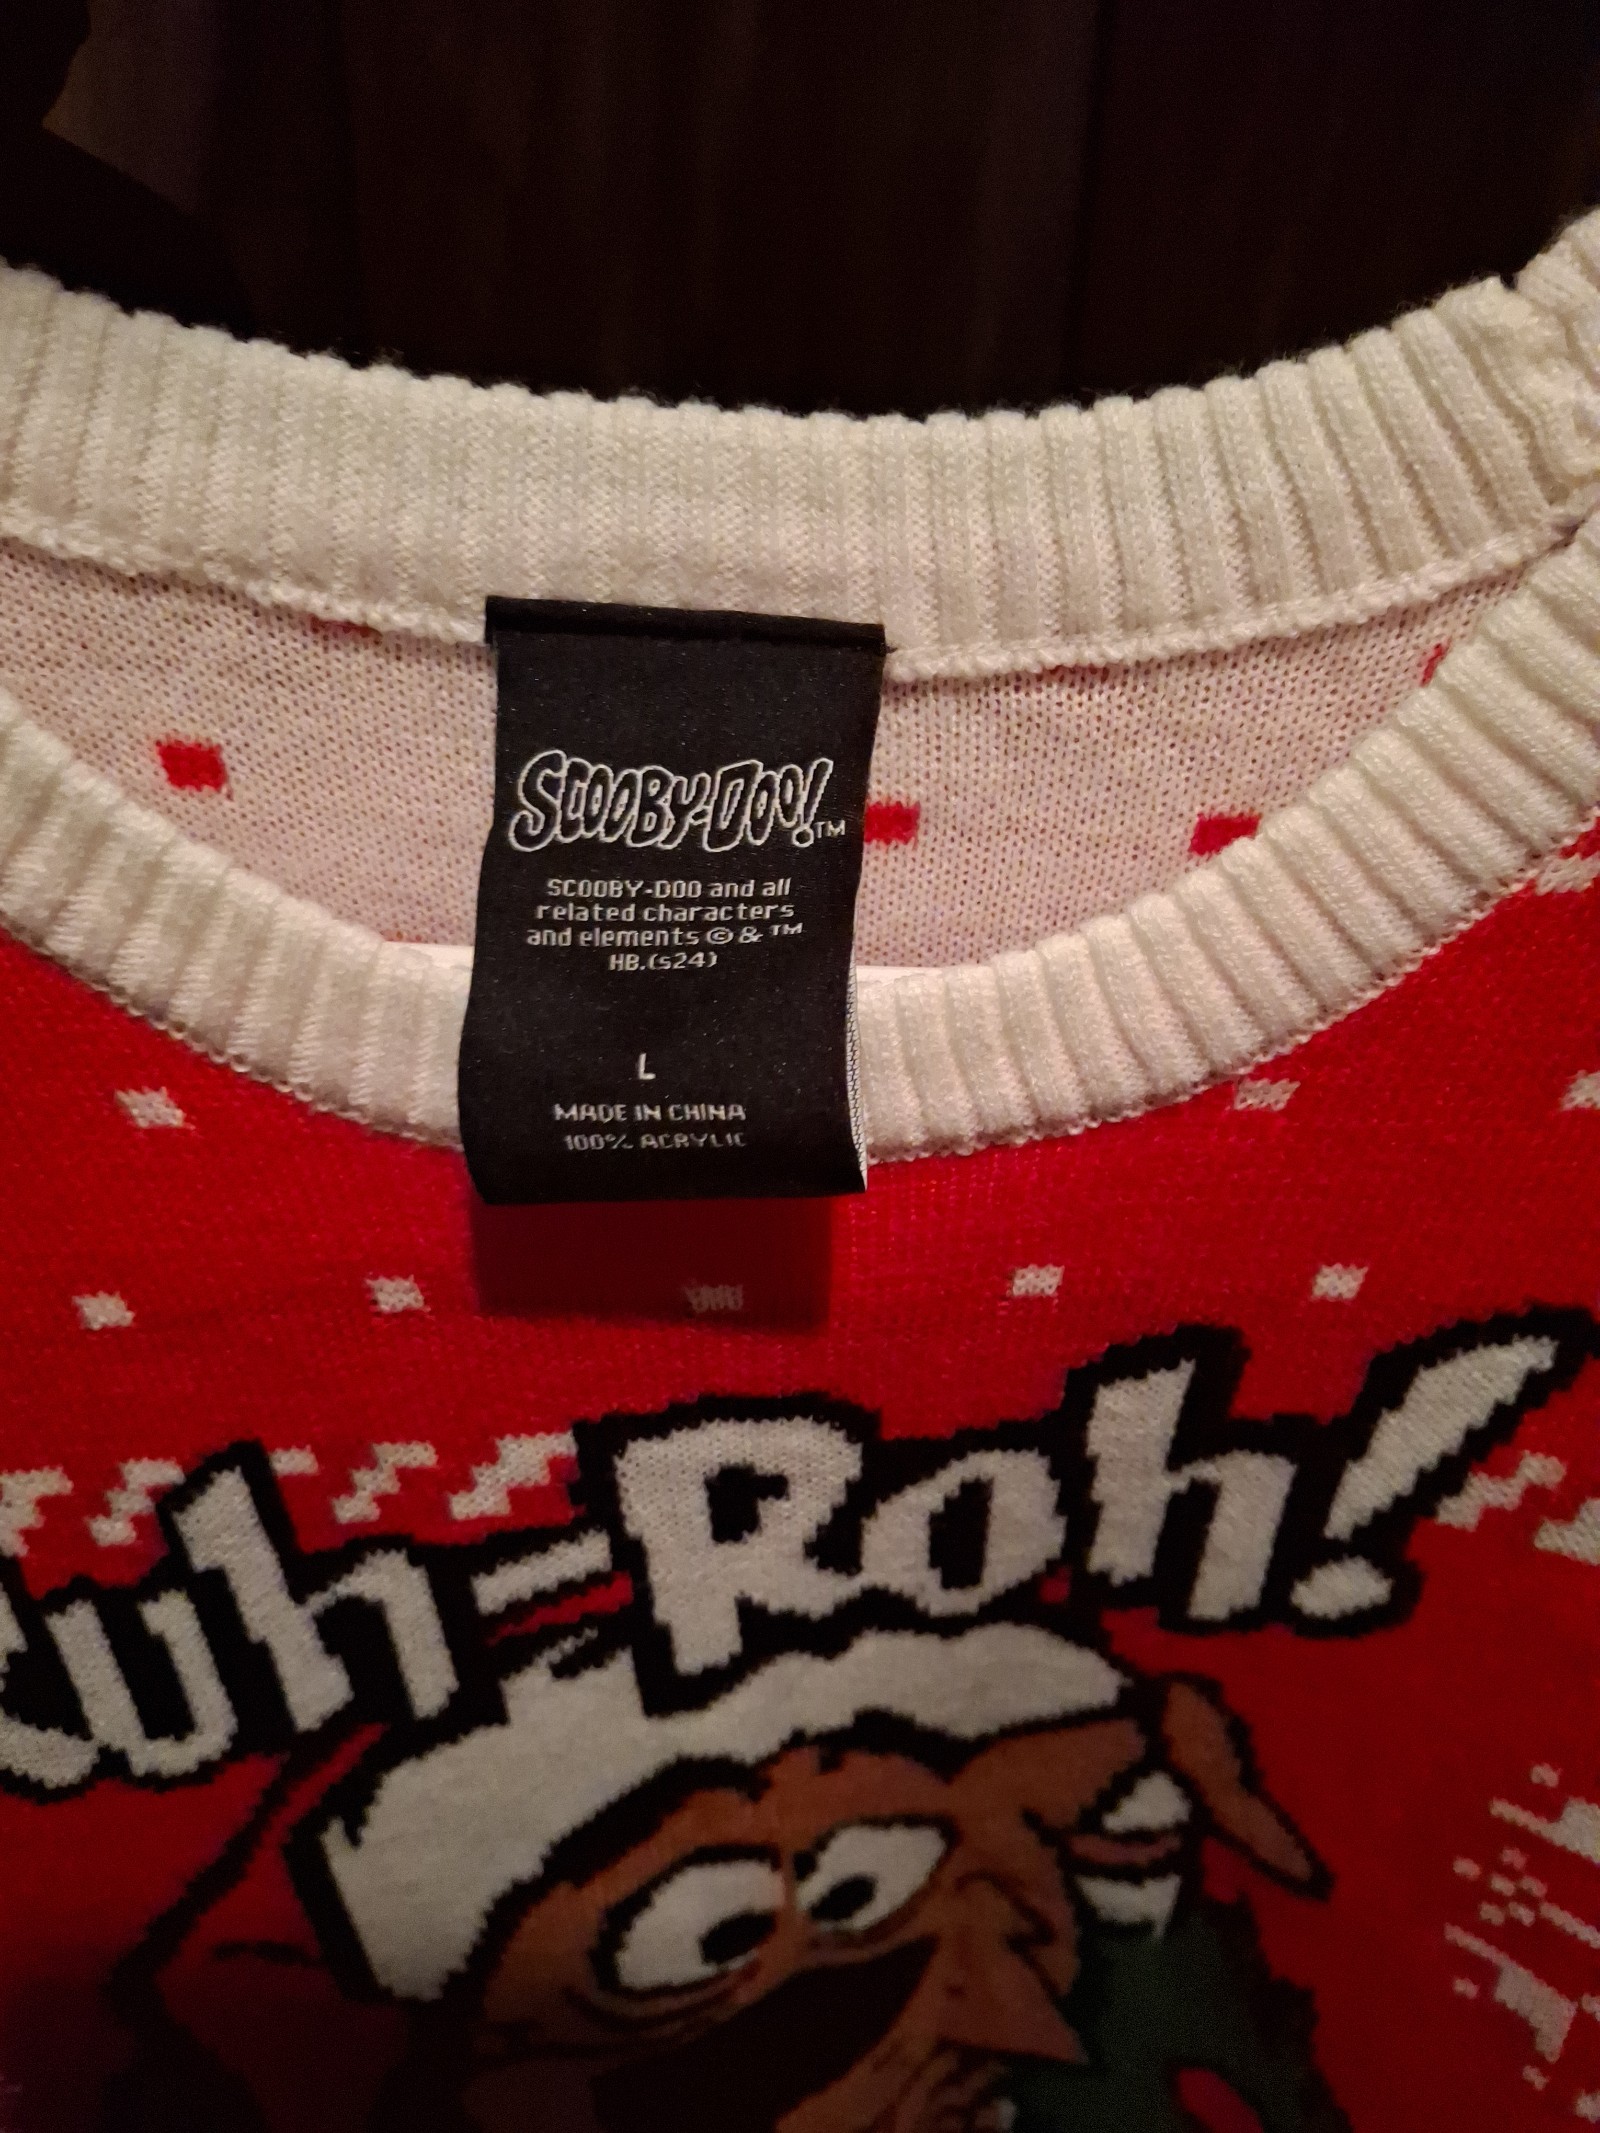 SCOOBY-DOO!™
SCOOBY-DOO and all
related characters
and elements © & ™
HB.(s24)
L
MADE IN CHINA
100% ACRYLIC
Ruh-Roh!